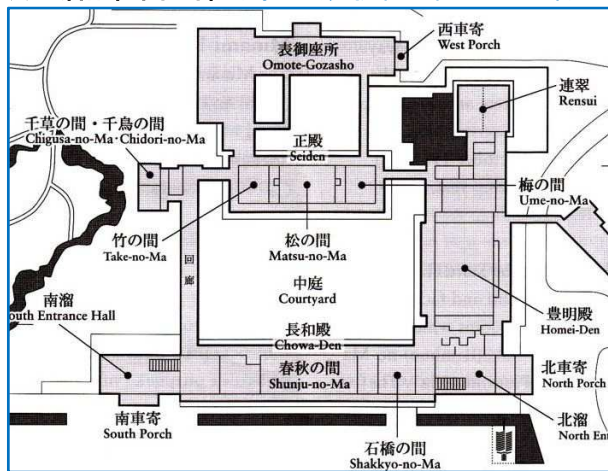 西車寄
West Porch
表御座所
Omote-Gozasho
連翠
Rensui
千草の間・千鳥の間
Chigusa-no-Ma・Chidori-no-Ma
正殿
Seiden
梅の間
Ume-no-Ma
竹の間
Take-no-Ma
松の間
Matsu-no-Ma
回廊
中庭
Courtyard
南溜
outh Entrance Hall
豊明殿
Homei-Den
長和殿
Chowa-Den
春秋の間
Shunju-no-Ma
北車寄
North Porch
南車寄
South Porch
石橋の間
Shakkyo-no-Ma
北溜
North Ent